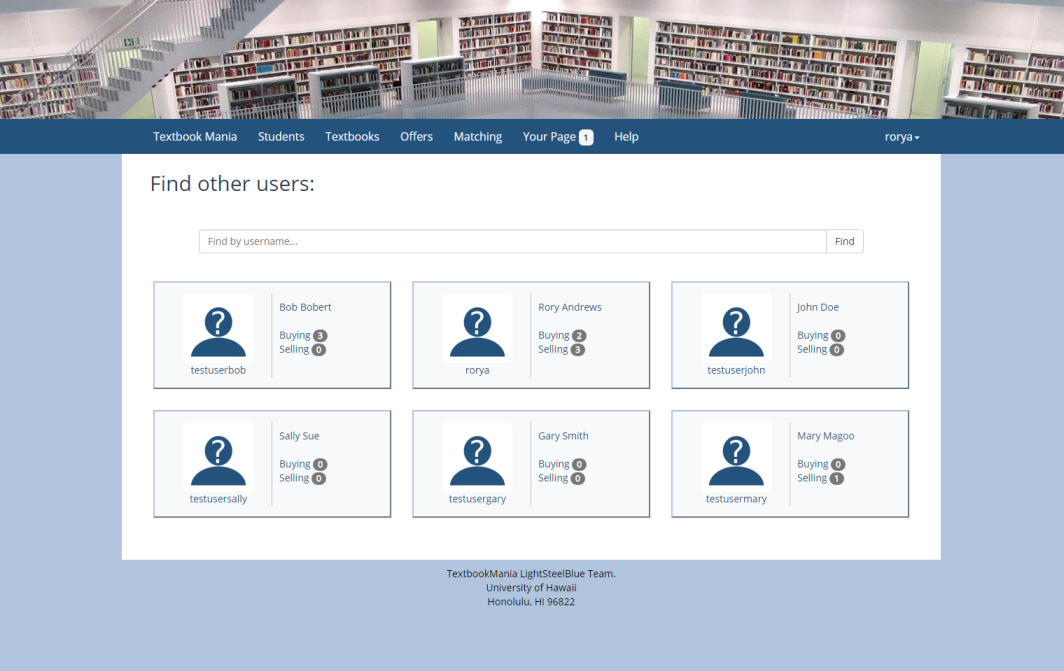 Textbook Mania Students Textbooks Offers Matching Your Page 1 Help rorya
Find other users:
Find by username... Find
Bob Bobert
Buying 3
Selling 0
testuserbob
Rory Andrews
Buying 2
Selling 3
rorya
John Doe
Buying 0
Selling 0
testuserjohn
Sally Sue
Buying 0
Selling 0
testusersally
Gary Smith
Buying 0
Selling 0
testusergary
Mary Magoo
Buying 0
Selling 1
testusermary
TextbookMania LightSteelBlue Team.
University of Hawaii
Honolulu, HI 96822